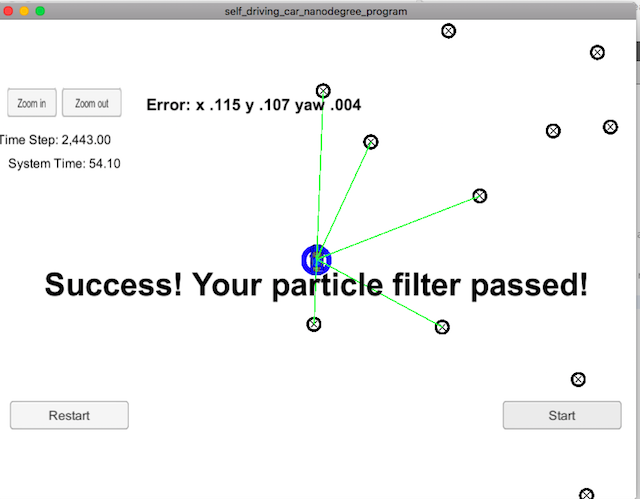 self_driving_car_nanodegree_program
Zoom in
Zoom out
Error: x .115 y .107 yaw .004
Time Step: 2,443.00
System Time: 54.10
Success! Your particle filter passed!
Restart
Start